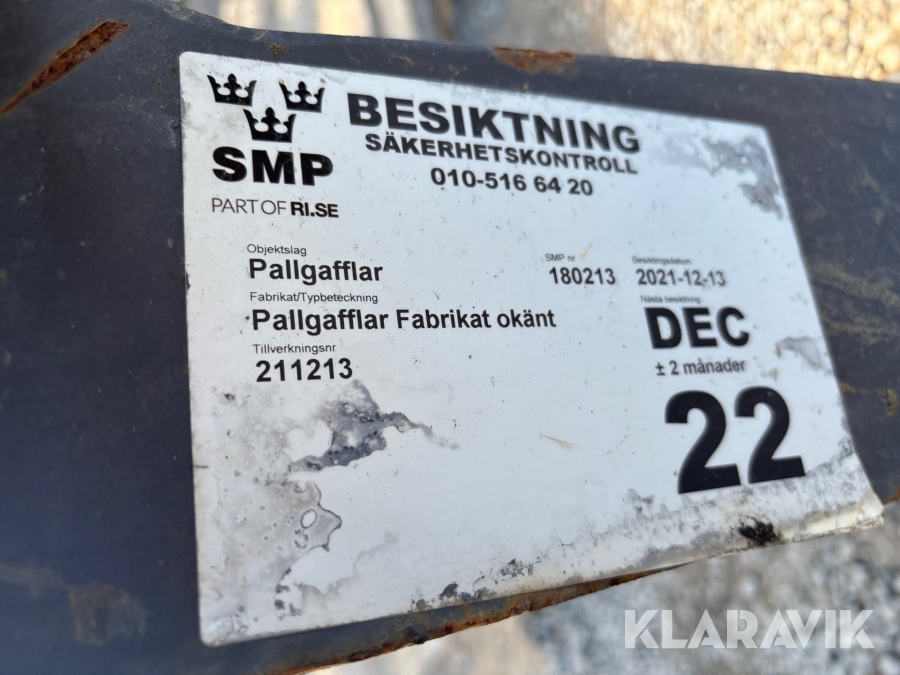 BESIKTNING
SÄKERHETSKONTROLL
010-516 64 20
SMP
PART OF RI.SE
Objektslag
Pallgafflar
SMP nr
180213
Besiktningsdatum
2021-12-13
Fabrikat/Typbeteckning
Pallgafflar Fabrikat okänt
Nästa besiktning
DEC
± 2 månader
22
Tillverkningsnr
211213
KLARAVIK